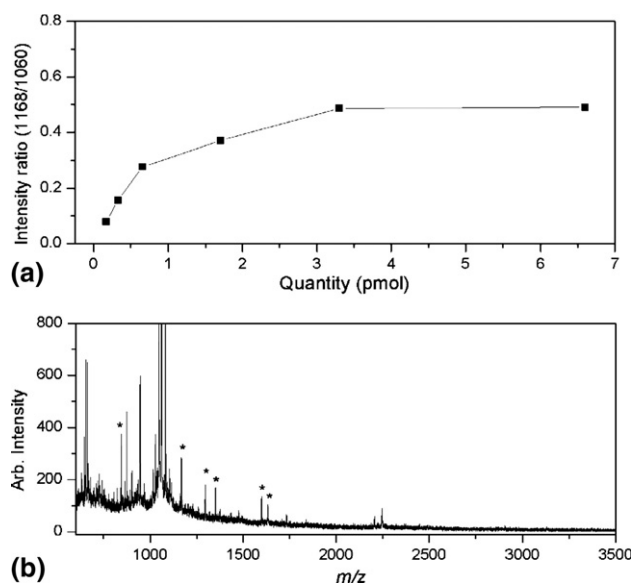 0.8
0.6
0.4
0.2
0.0
Intensity ratio (1168/1060)
0 1 2 3 4 5 6 7
Quantity (pmol)
(a)
800
600
400
200
0
Arb. Intensity
* * * * * *
1000 1500 2000 2500 3000 3500
m/z
(b)